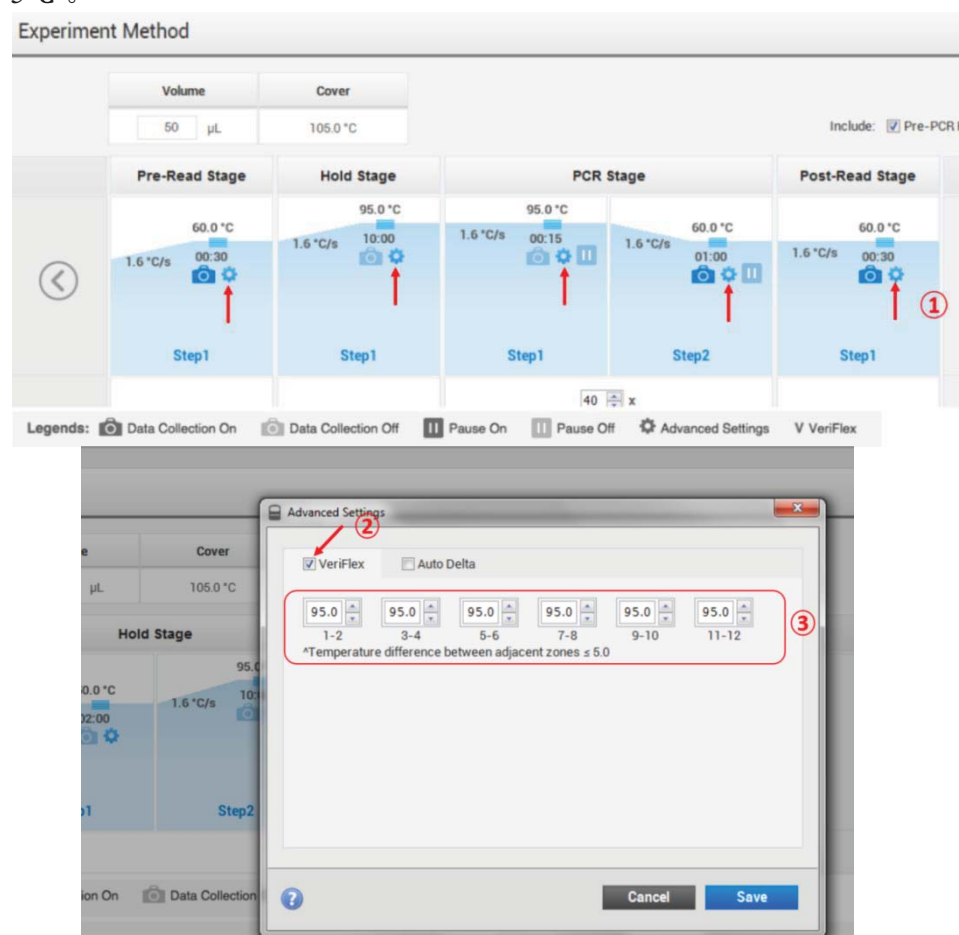 5℃。
Experiment Method
Volume Cover
50 µL 105.0 °C
Include: Pre-PCR
Pre-Read Stage Hold Stage PCR Stage Post-Read Stage
60.0 °C 95.0 °C 95.0 °C 60.0 °C 60.0 °C
1.6 °C/s 00:30 1.6 °C/s 10:00 1.6 °C/s 00:15 1.6 °C/s 01:00 1.6 °C/s 00:30
①
Step1 Step1 Step1 Step2 Step1
40 x
Legends: Data Collection On Data Collection Off Pause On Pause Off Advanced Settings V VeriFlex
Advanced Settings
②
e Cover
VeriFlex Auto Delta
µL 105.0 °C
95.0 95.0 95.0 95.0 95.0 95.0
③
1-2 3-4 5-6 7-8 9-10 11-12
^Temperature difference between adjacent zones ≤ 5.0
Hold Stage
95.0
0.0 °C 1.6 °C/s 10:
02:00
Step2
ion On Data Collection
? Cancel Save